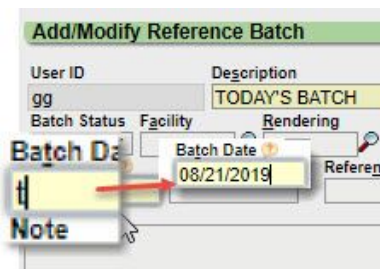 Add/Modify Reference Batch
User ID Description
gg TODAY'S BATCH
Batch Status Facility Rendering
Batch Da Batch Date
t 08/21/2019 Referen
Note